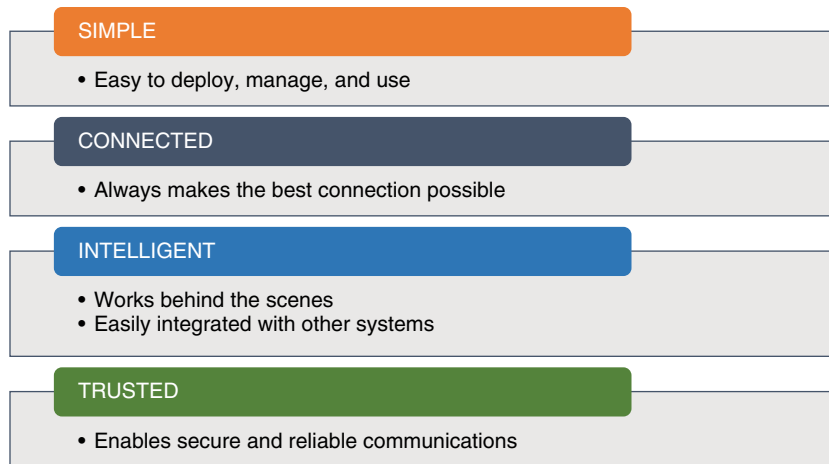 SIMPLE
• Easy to deploy, manage, and use
CONNECTED
• Always makes the best connection possible
INTELLIGENT
• Works behind the scenes
• Easily integrated with other systems
TRUSTED
• Enables secure and reliable communications